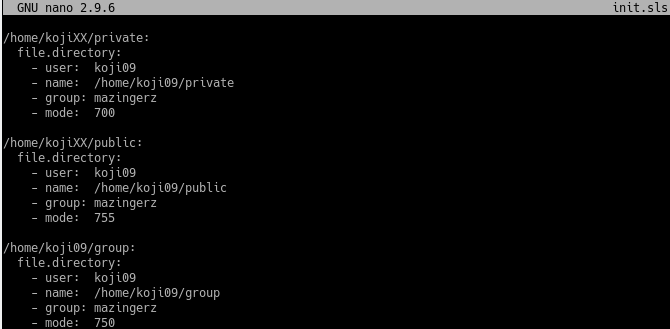 GNU nano 2.9.6 init.sls
/home/kojiXX/private:
file.directory:
- user: koji09
- name: /home/koji09/private
- group: mazingerz
- mode: 700
/home/kojiXX/public:
file.directory:
- user: koji09
- name: /home/koji09/public
- group: mazingerz
- mode: 755
/home/koji09/group:
file.directory:
- user: koji09
- name: /home/koji09/group
- group: mazingerz
- mode: 750